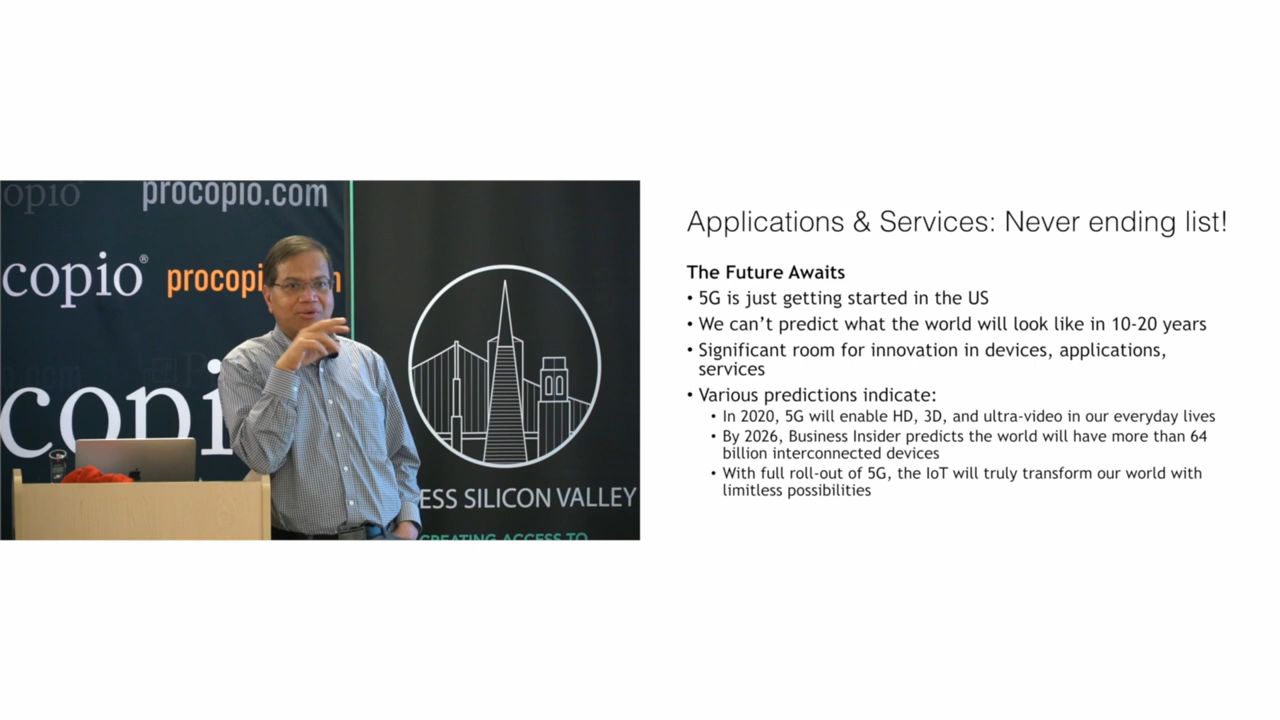 opio
procopio.com
copio®
procopi
n
copi
ESS SILICON VALLEY
CREATING ACCESS TO
Applications & Services: Never ending list!
The Future Awaits
• 5G is just getting started in the US
• We can’t predict what the world will look like in 10-20 years
• Significant room for innovation in devices, applications,
services
• Various predictions indicate:
• In 2020, 5G will enable HD, 3D, and ultra-video in our everyday lives
• By 2026, Business Insider predicts the world will have more than 64
billion interconnected devices
• With full roll-out of 5G, the IoT will truly transform our world with
limitless possibilities